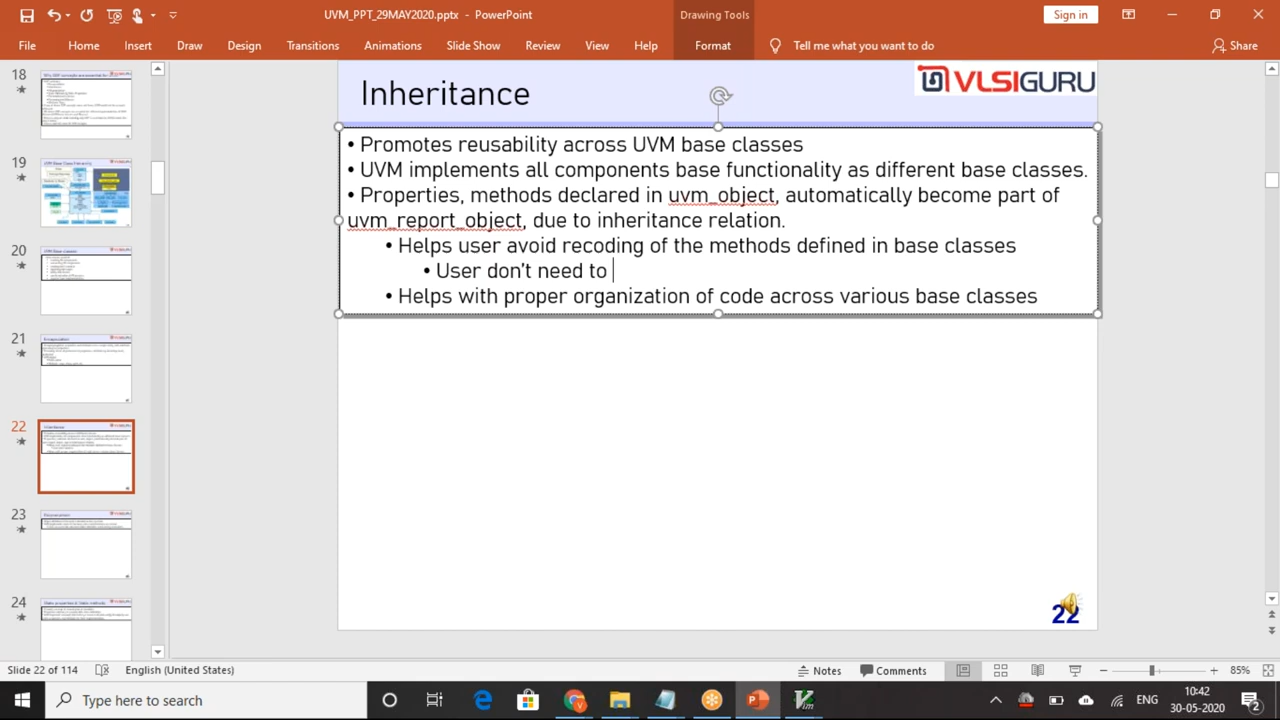 UVM_PPT_29MAY2020.pptx - PowerPoint
Drawing Tools
Sign in
File Home Insert Draw Design Transitions Animations Slide Show Review View Help Format Tell me what you want to do Share
18
19
20
21
22
23
24
Inheritance
VLSIGURU
• Promotes reusability across UVM base classes
• UVM implements all components base functionality as different base classes.
• Properties, methods declared in uvm_object, automatically become part of
uvm_report_object, due to inheritance relation.
• Helps user avoid recoding of the methods defined in base classes
• User don't need to
• Helps with proper organization of code across various base classes
22
Slide 22 of 114 English (United States) Notes Comments 85%
Type here to search
ENG
10:42
30-05-2020
2